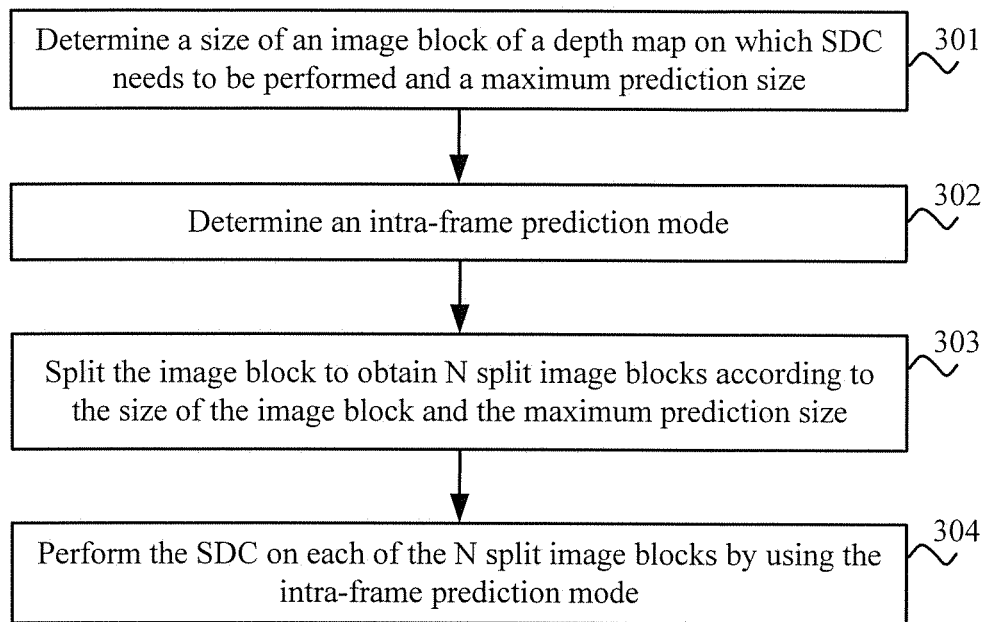 Determine a size of an image block of a depth map on which SDC
needs to be performed and a maximum prediction size
301
Determine an intra-frame prediction mode
302
Split the image block to obtain N split image blocks according to
the size of the image block and the maximum prediction size
303
Perform the SDC on each of the N split image blocks by using the
intra-frame prediction mode
304